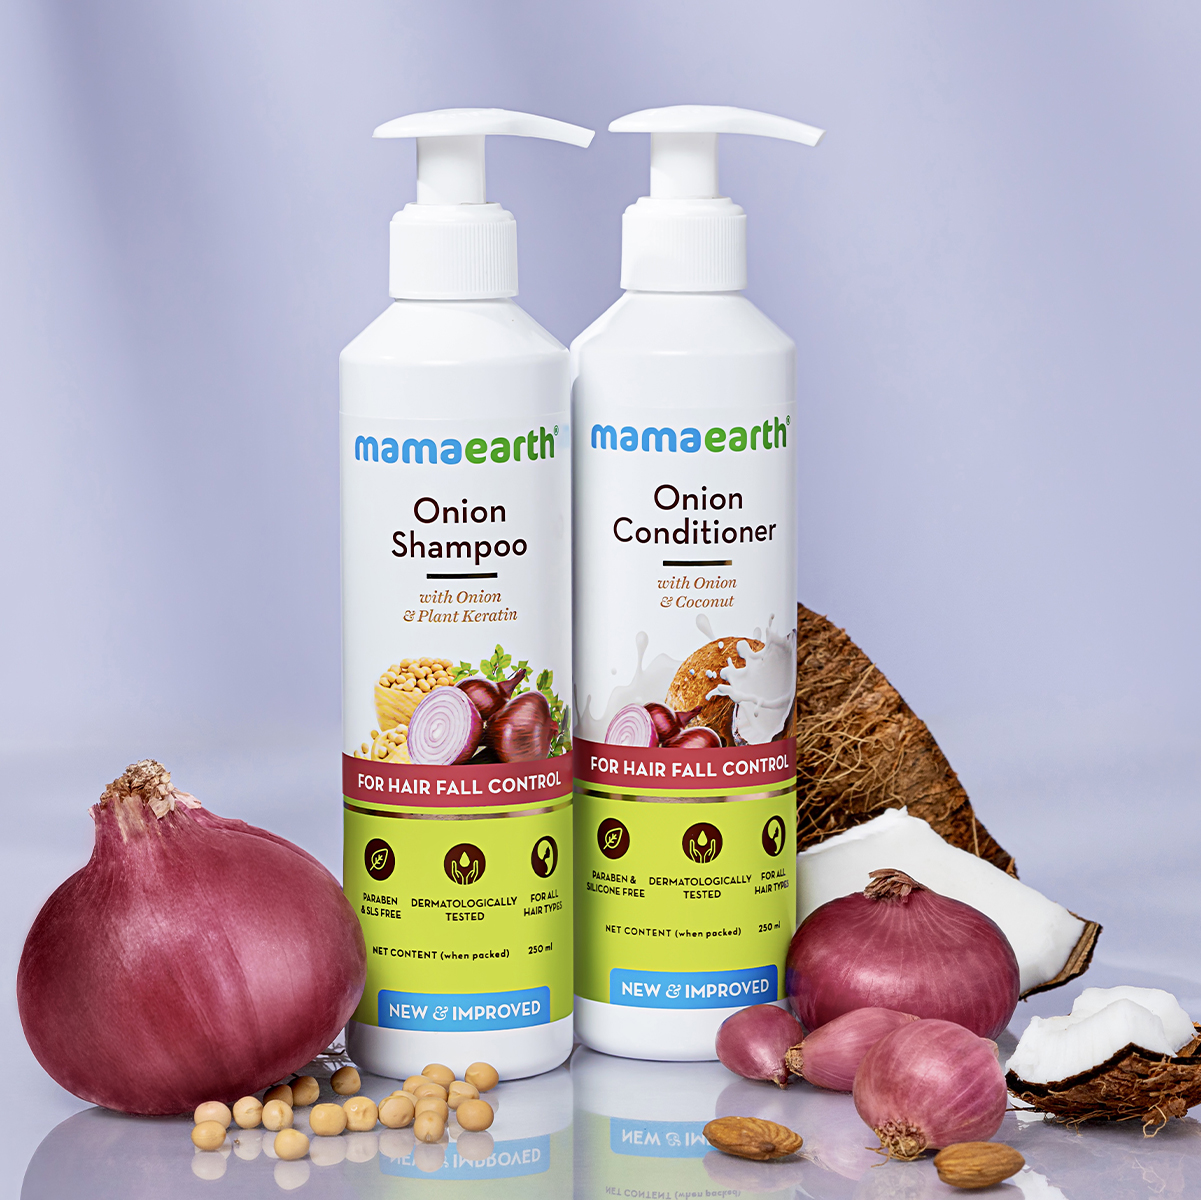 mamaearth®
Onion
Shampoo
with Onion
& Plant Keratin
FOR HAIR FALL CONTROL
PARABEN
& SLS FREE
DERMATOLOGICALLY
TESTED
FOR ALL
HAIR TYPES
NET CONTENT (when packed) 250 ml
NEW & IMPROVED
mamaearth®
Onion
Conditioner
with Onion
& Coconut
FOR HAIR FALL CONTROL
PARABEN &
SILICONE FREE
DERMATOLOGICALLY
TESTED
FOR ALL
HAIR TYPES
NET CONTENT (when packed) 250 ml
NEW & IMPROVED